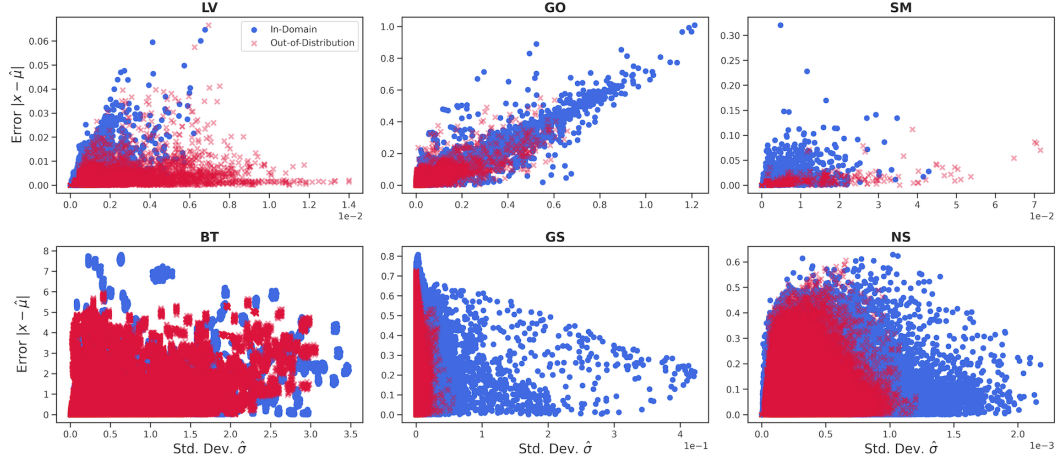 LV
GO
SM
In-Domain
Out-of-Distribution
Error |x − μ̂|
0.06
0.05
0.04
0.03
0.02
0.01
0.00
0.0 0.2 0.4 0.6 0.8 1.0 1.2 1.4
1e−2
1.0
0.8
0.6
0.4
0.2
0.0
0.0 0.2 0.4 0.6 0.8 1.0 1.2
0.30
0.25
0.20
0.15
0.10
0.05
0.00
0 1 2 3 4 5 6 7
1e−2
BT
GS
NS
Error |x − μ̂|
8
7
6
5
4
3
2
1
0
0.0 0.5 1.0 1.5 2.0 2.5 3.0 3.5
Std. Dev. σ̂
0.8
0.7
0.6
0.5
0.4
0.3
0.2
0.1
0.0
0 1 2 3 4
1e−1
Std. Dev. σ̂
0.6
0.5
0.4
0.3
0.2
0.1
0.0
0.0 0.5 1.0 1.5 2.0
1e−3
Std. Dev. σ̂